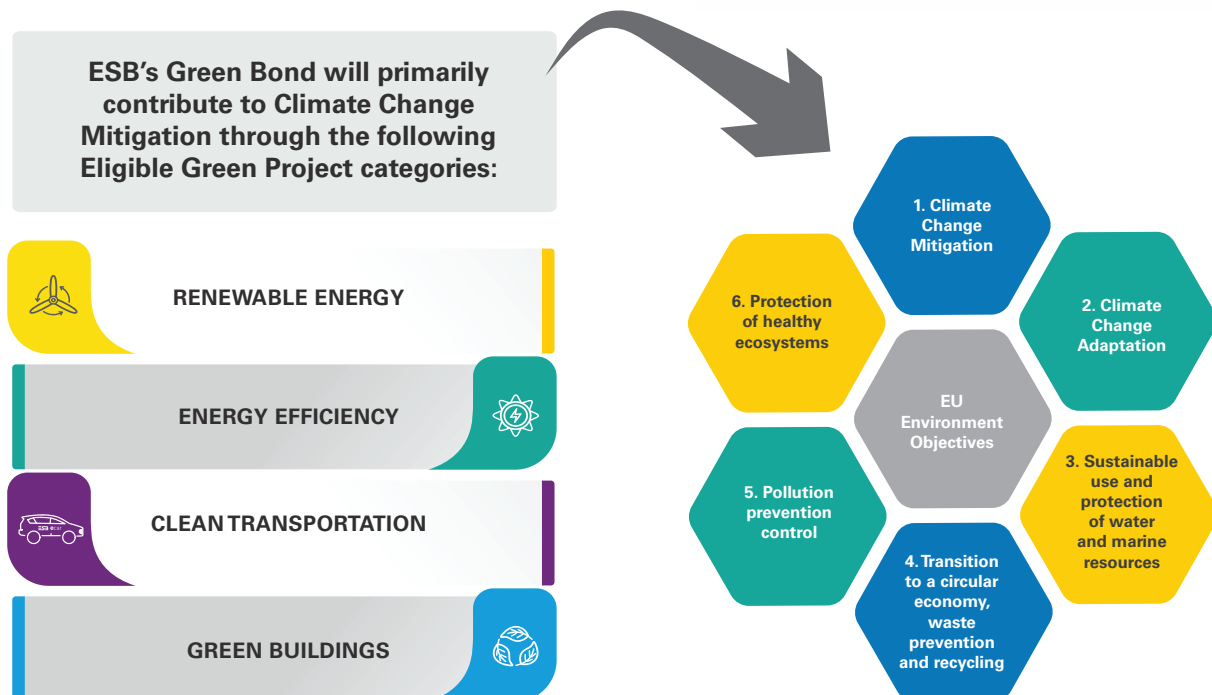 ESB's Green Bond will primarily
contribute to Climate Change
Mitigation through the following
Eligible Green Project categories:
RENEWABLE ENERGY
ENERGY EFFICIENCY
ESB ecar
CLEAN TRANSPORTATION
GREEN BUILDINGS
1. Climate
Change
Mitigation
2. Climate
Change
Adaptation
3. Sustainable
use and
protection
of water
and marine
resources
4. Transition
to a circular
economy,
waste
prevention
and recycling
5. Pollution
prevention
control
6. Protection
of healthy
ecosystems
EU
Environment
Objectives